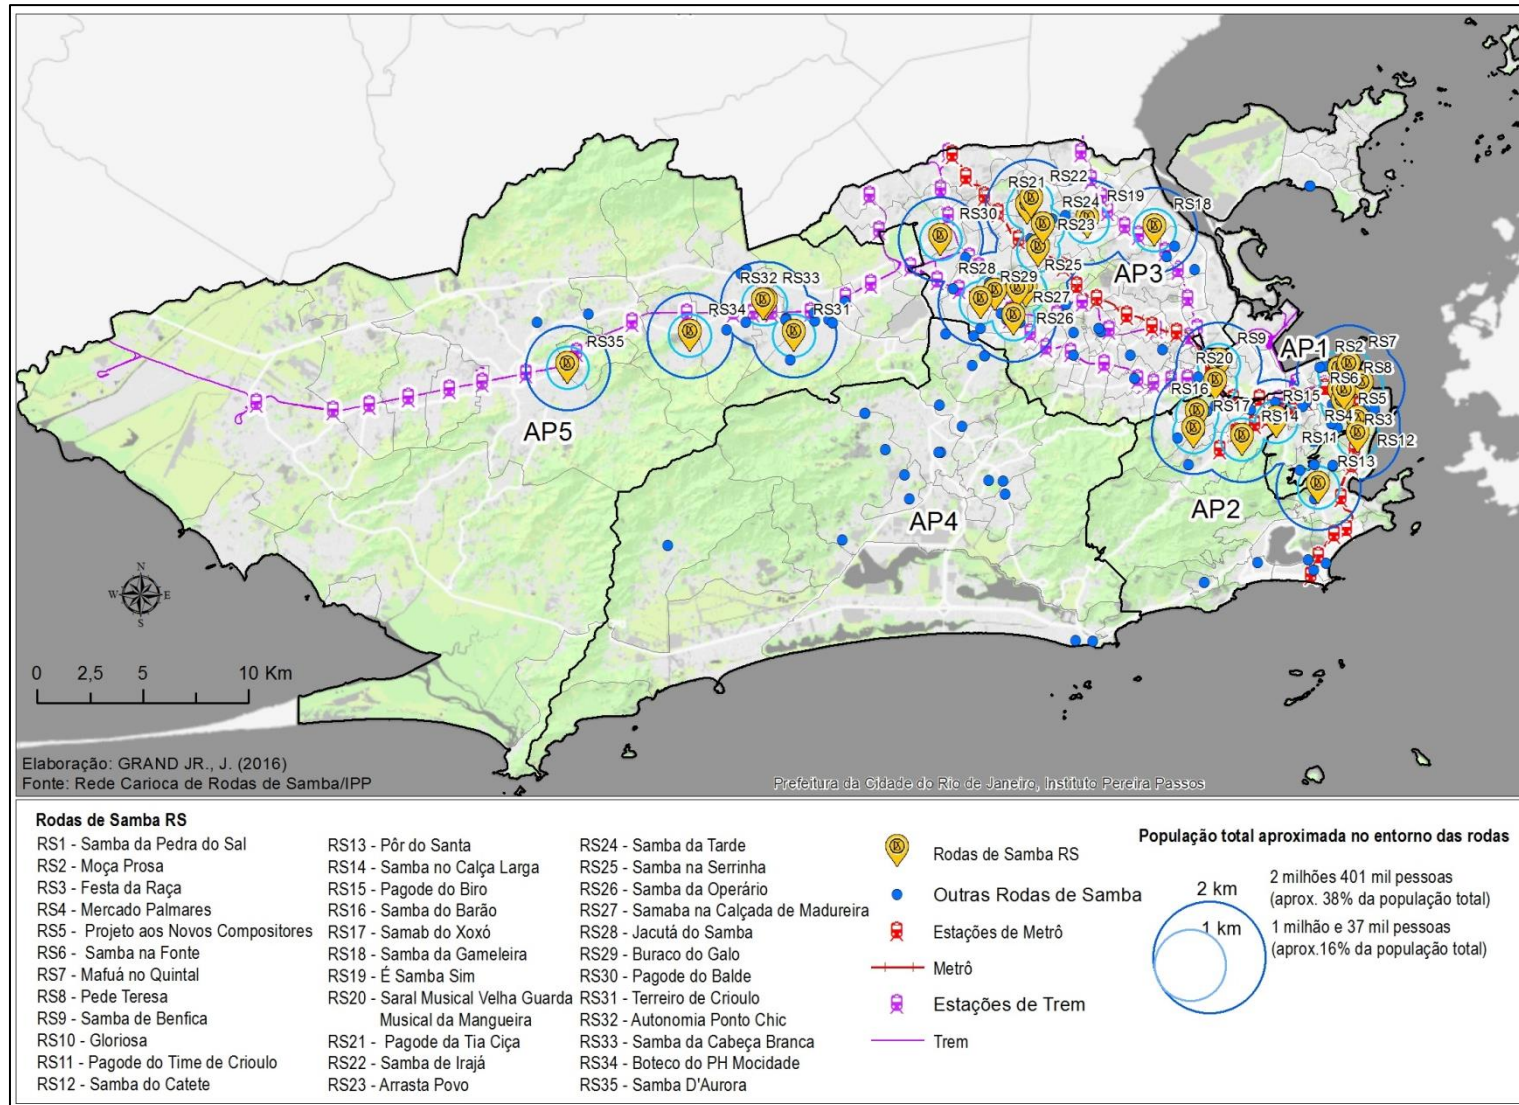 RS21
RS22
RS24
RS19
RS18
RS23
RS30
RS25
AP3
RS28
RS29
RS27
RS26
RS32
RS33
RS31
RS34
RS35
AP5
RS9
AP1
RS2
RS7
RS20
RS6
RS8
RS16
RS15
RS5
RS17
RS14
RS4
RS3
RS11
RS12
RS13
AP2
AP4
N
W
E
S
0
2,5
5
10 Km
Elaboração: GRAND JR., J. (2016)
Fonte: Rede Carioca de Rodas de Samba/IPP
Prefeitura da Cidade do Rio de Janeiro, Instituto Pereira Passos
Rodas de Samba RS
RS1 - Samba da Pedra do Sal
RS2 - Moça Prosa
RS3 - Festa da Raça
RS4 - Mercado Palmares
RS5 - Projeto aos Novos Compositores
RS6 - Samba na Fonte
RS7 - Mafuá no Quintal
RS8 - Pede Teresa
RS9 - Samba de Benfica
RS10 - Gloriosa
RS11 - Pagode do Time de Crioulo
RS12 - Samba do Catete
RS13 - Pôr do Santa
RS14 - Samba no Calça Larga
RS15 - Pagode do Biro
RS16 - Samba do Barão
RS17 - Samab do Xoxó
RS18 - Samba da Gameleira
RS19 - É Samba Sim
RS20 - Saral Musical Velha Guarda
Musical da Mangueira
RS21 - Pagode da Tia Ciça
RS22 - Samba de Irajá
RS23 - Arrasta Povo
RS24 - Samba da Tarde
RS25 - Samba na Serrinha
RS26 - Samba da Operário
RS27 - Samaba na Calçada de Madureira
RS28 - Jacutá do Samba
RS29 - Buraco do Galo
RS30 - Pagode do Balde
RS31 - Terreiro de Crioulo
RS32 - Autonomia Ponto Chic
RS33 - Samba da Cabeça Branca
RS34 - Boteco do PH Mocidade
RS35 - Samba D'Aurora
Rodas de Samba RS
Outras Rodas de Samba
Estações de Metrô
Metrô
Estações de Trem
Trem
População total aproximada no entorno das rodas
2 km
1 km
2 milhões 401 mil pessoas
(aprox. 38% da população total)
1 milhão e 37 mil pessoas
(aprox.16% da população total)